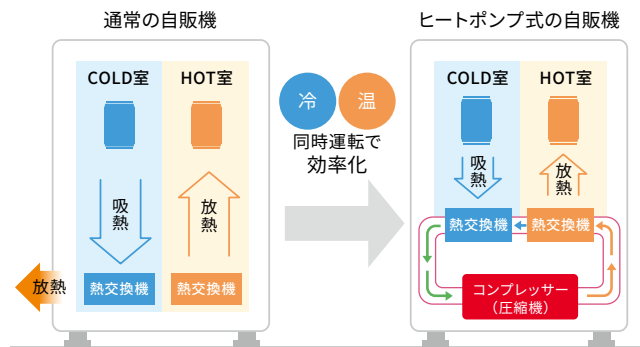 通常の自販機
COLD室
HOT室
吸熱
放熱
放熱
熱交換機
熱交換機
冷
温
同時運転で
効率化
ヒートポンプ式の自販機
COLD室
HOT室
吸熱
放熱
熱交換機
熱交換機
コンプレッサー
（圧縮機）